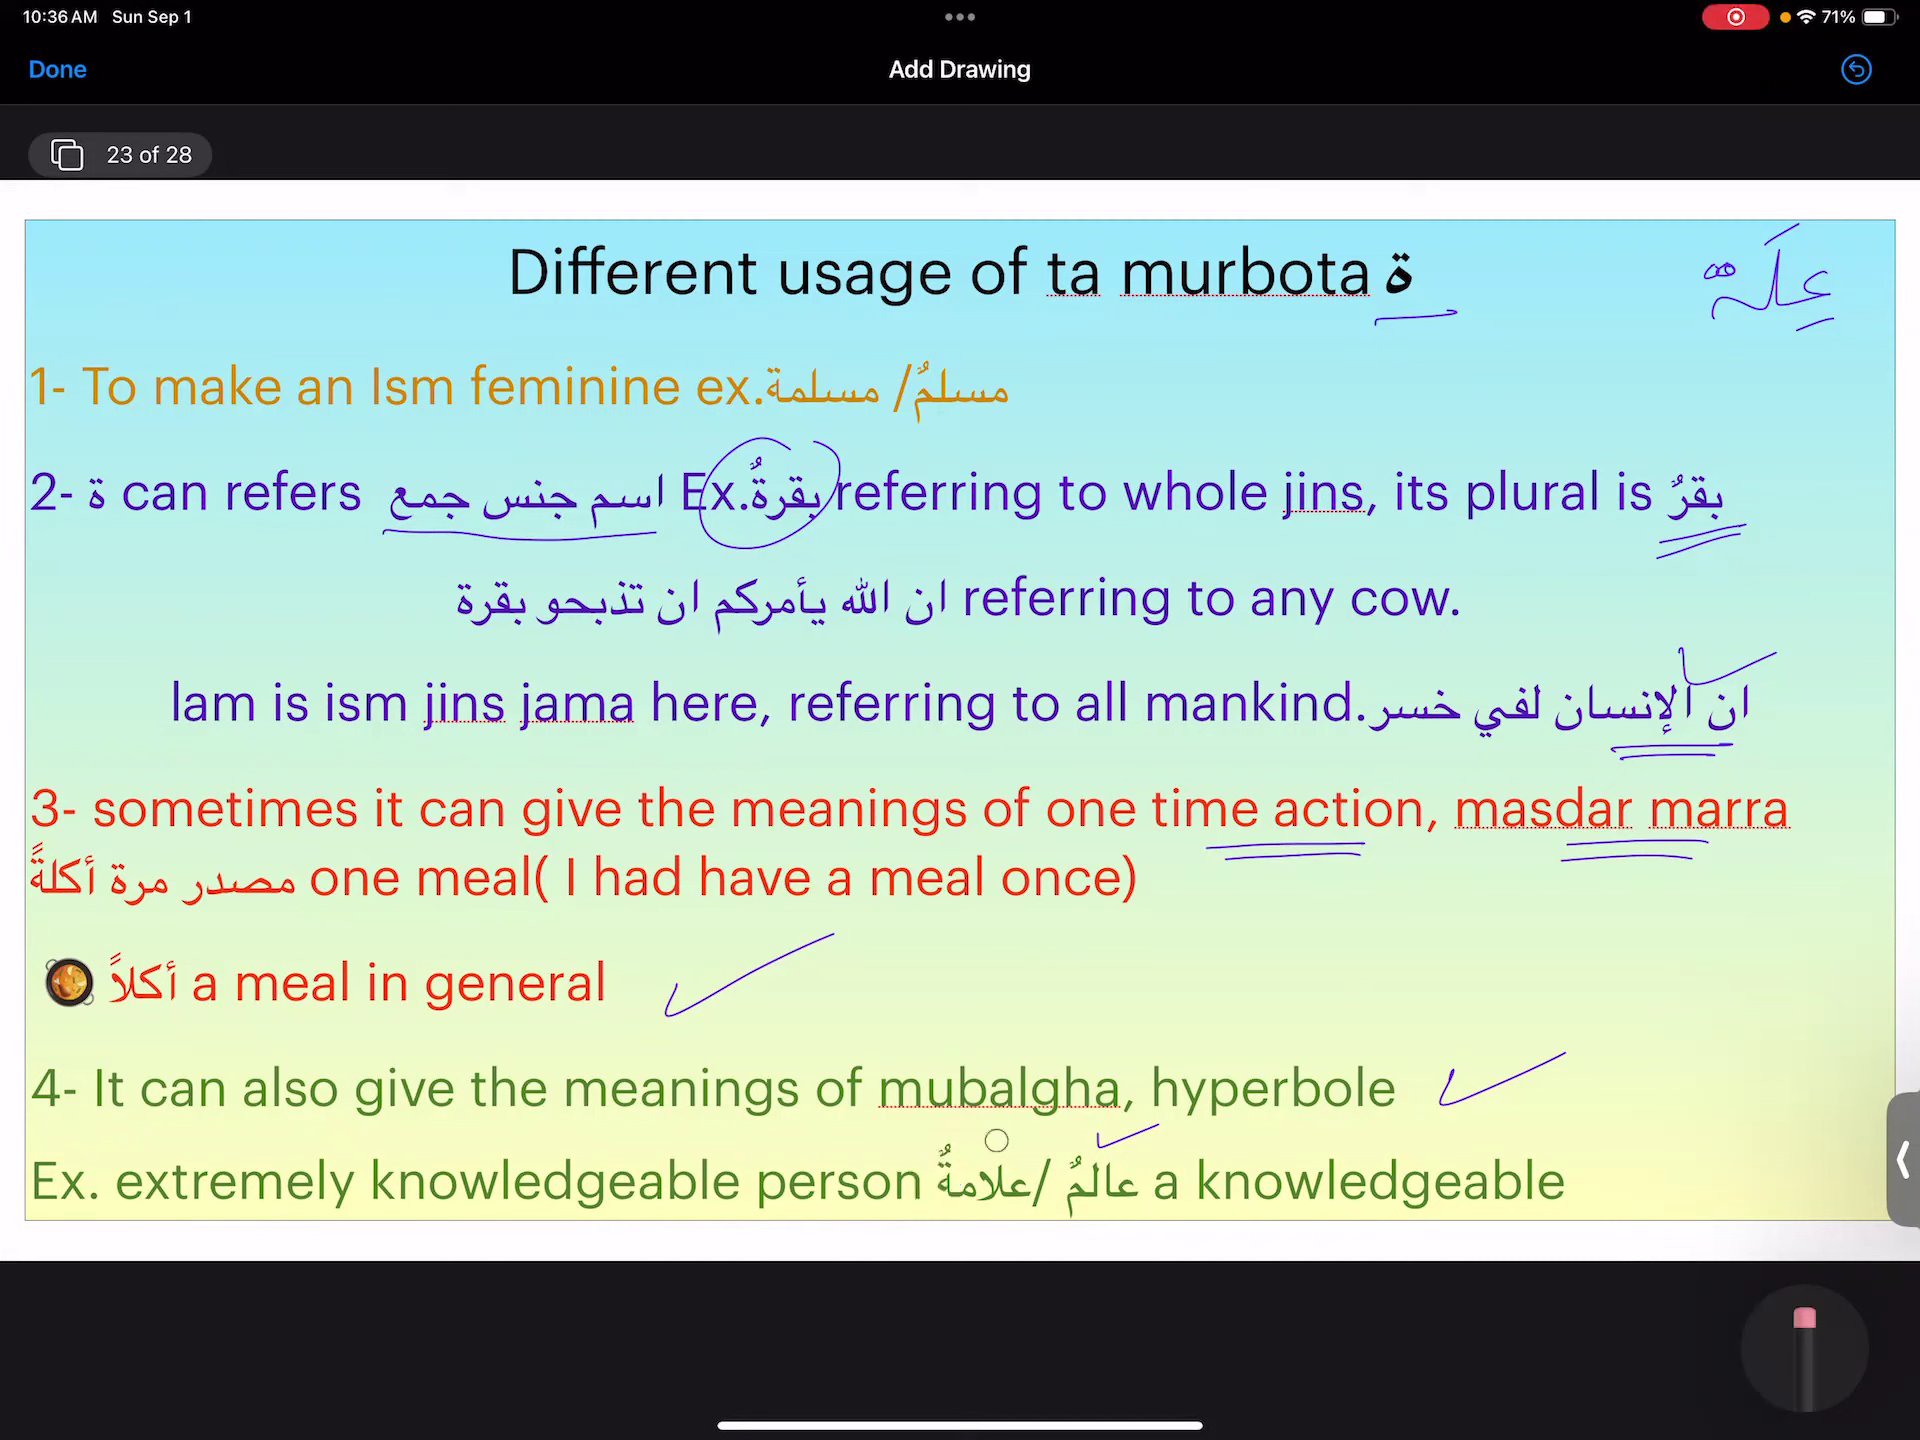 10:36 AM Sun Sep 1
71%
Done
Add Drawing
23 of 28
Different usage of ta murbota ة
1- To make an Ism feminine ex.مسلمٌ/ مسلمة
2- ة can refers اسم جنس جمع Ex.بقرةٌ referring to whole jins, its plural is بقرٌ
ان الله يأمركم ان تذبحو بقرة referring to any cow.
lam is ism jins jama here, referring to all mankind.ان الإنسان لفي خسر
3- sometimes it can give the meanings of one time action, masdar marra
مصدر مرة أكلةً one meal( I had have a meal once)
🥘 أكلاً a meal in general
4- It can also give the meanings of mubalgha, hyperbole
Ex. extremely knowledgeable person عالمٌ /علامةٌ a knowledgeable